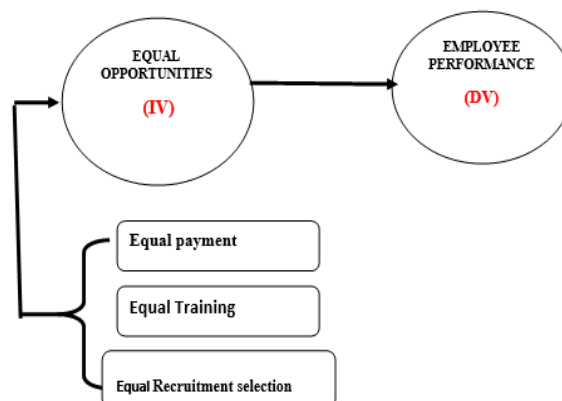 EQUAL
OPPORTUNITIES
(IV)
EMPLOYEE
PERFORMANCE
(DV)
Equal payment
Equal Training
Equal Recruitment selection